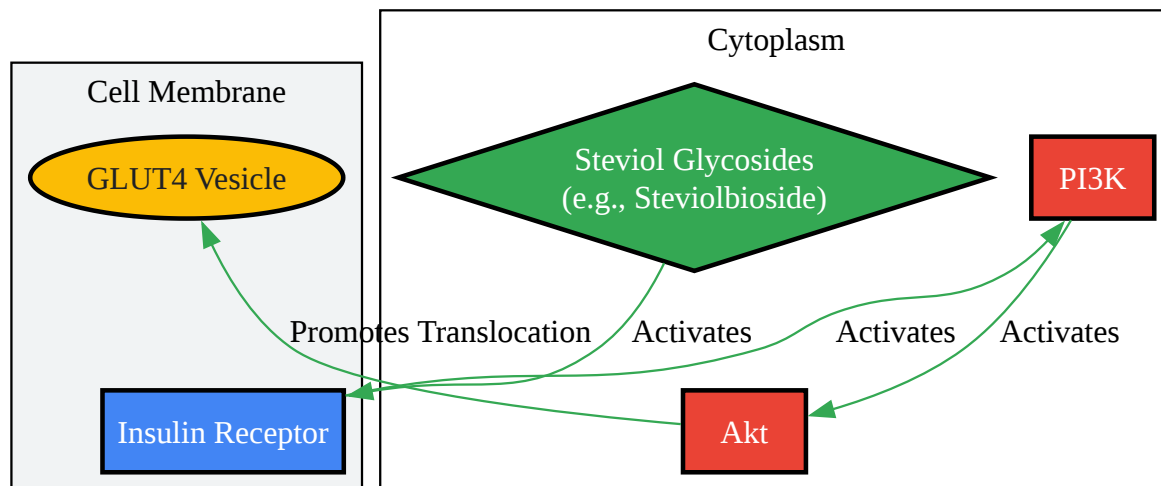 Cytoplasm
Cell Membrane
GLUT4 Vesicle
Steviol Glycosides
(e.g., Steviolbioside)
PI3K
Promotes Translocation
Activates
Activates
Activates
Insulin Receptor
Akt